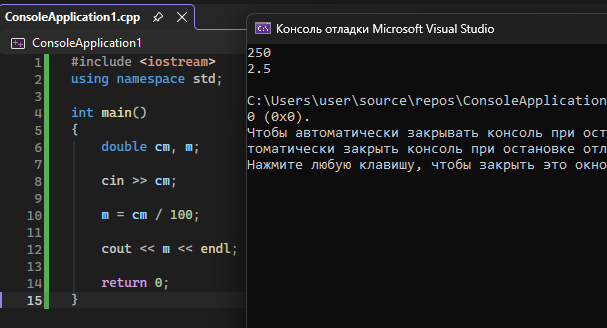 ConsoleApplication1.cpp
ConsoleApplication1
1 #include <iostream>
2 using namespace std;
3
4 int main()
5 {
6 double cm, m;
7
8 cin >> cm;
9
10 m = cm / 100;
11
12 cout << m << endl;
13
14 return 0;
15 }
Консоль отладки Microsoft Visual Studio
250
2.5
C:\Users\user\source\repos\ConsoleApplication
0 (0x0).
Чтобы автоматически закрывать консоль при ост
томатически закрыть консоль при остановке отл
Нажмите любую клавишу, чтобы закрыть это окно